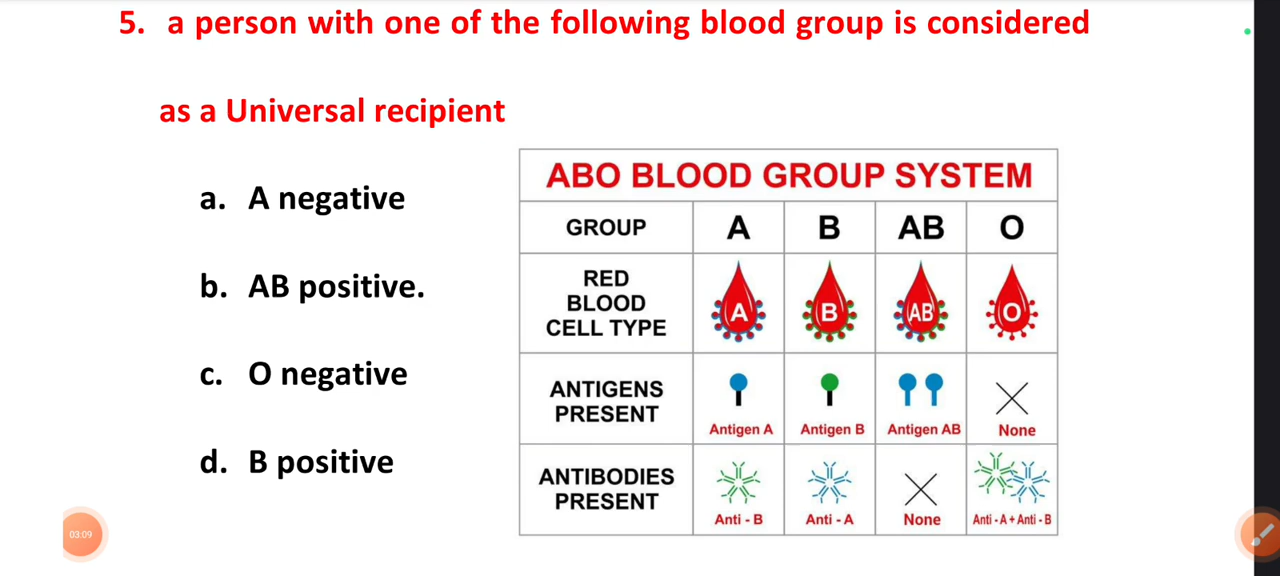 5. a person with one of the following blood group is considered
as a Universal recipient
a. A negative
b. AB positive.
c. O negative
d. B positive
ABO BLOOD GROUP SYSTEM
GROUP A B AB O
RED
BLOOD
CELL TYPE
A B AB O
ANTIGENS
PRESENT
Antigen A Antigen B Antigen AB None
ANTIBODIES
PRESENT
Anti - B Anti - A None Anti - A + Anti - B
03:09